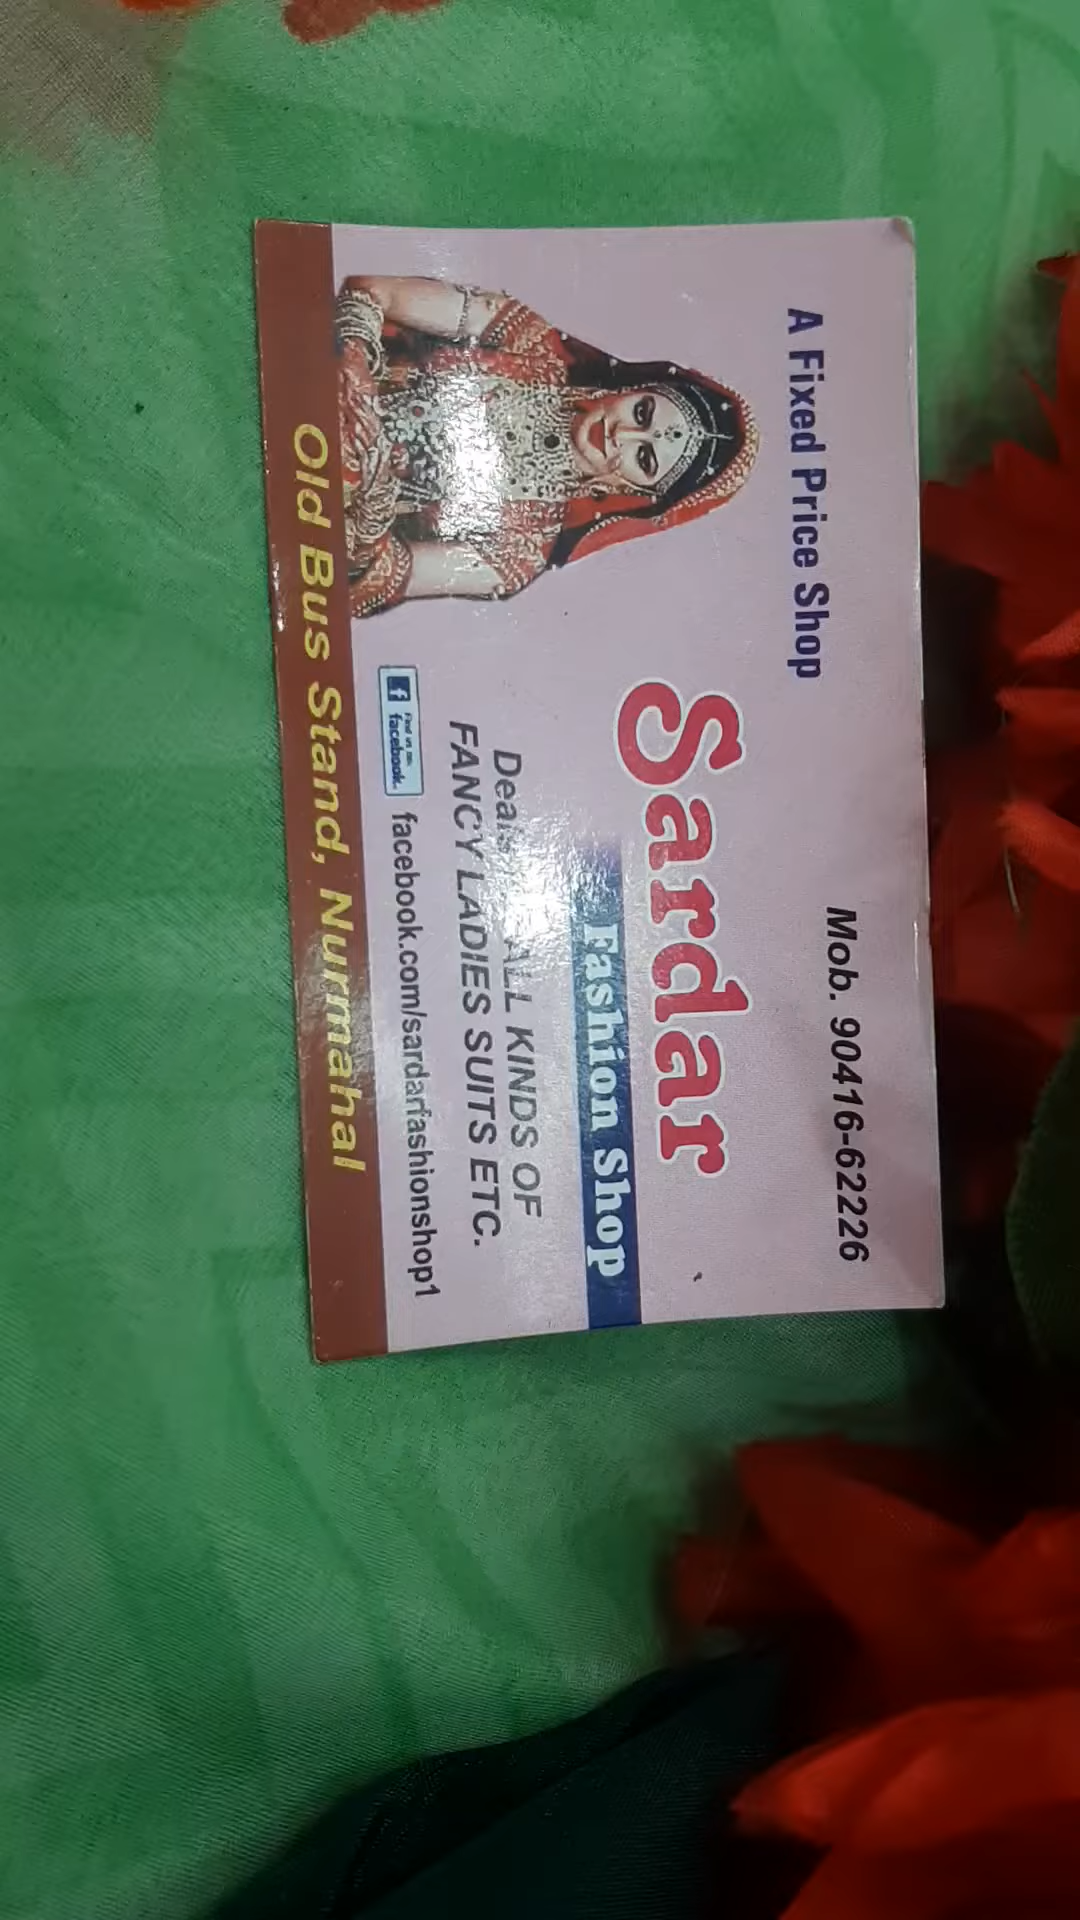 A Fixed Price Shop
Mob. 90416-62226
Sardar
Fashion Shop
ALL KINDS OF
FANCY LADIES SUITS ETC.
Find us on
facebook.
facebook.com/sardarfashionshop1
Old Bus Stand, Nurmahal